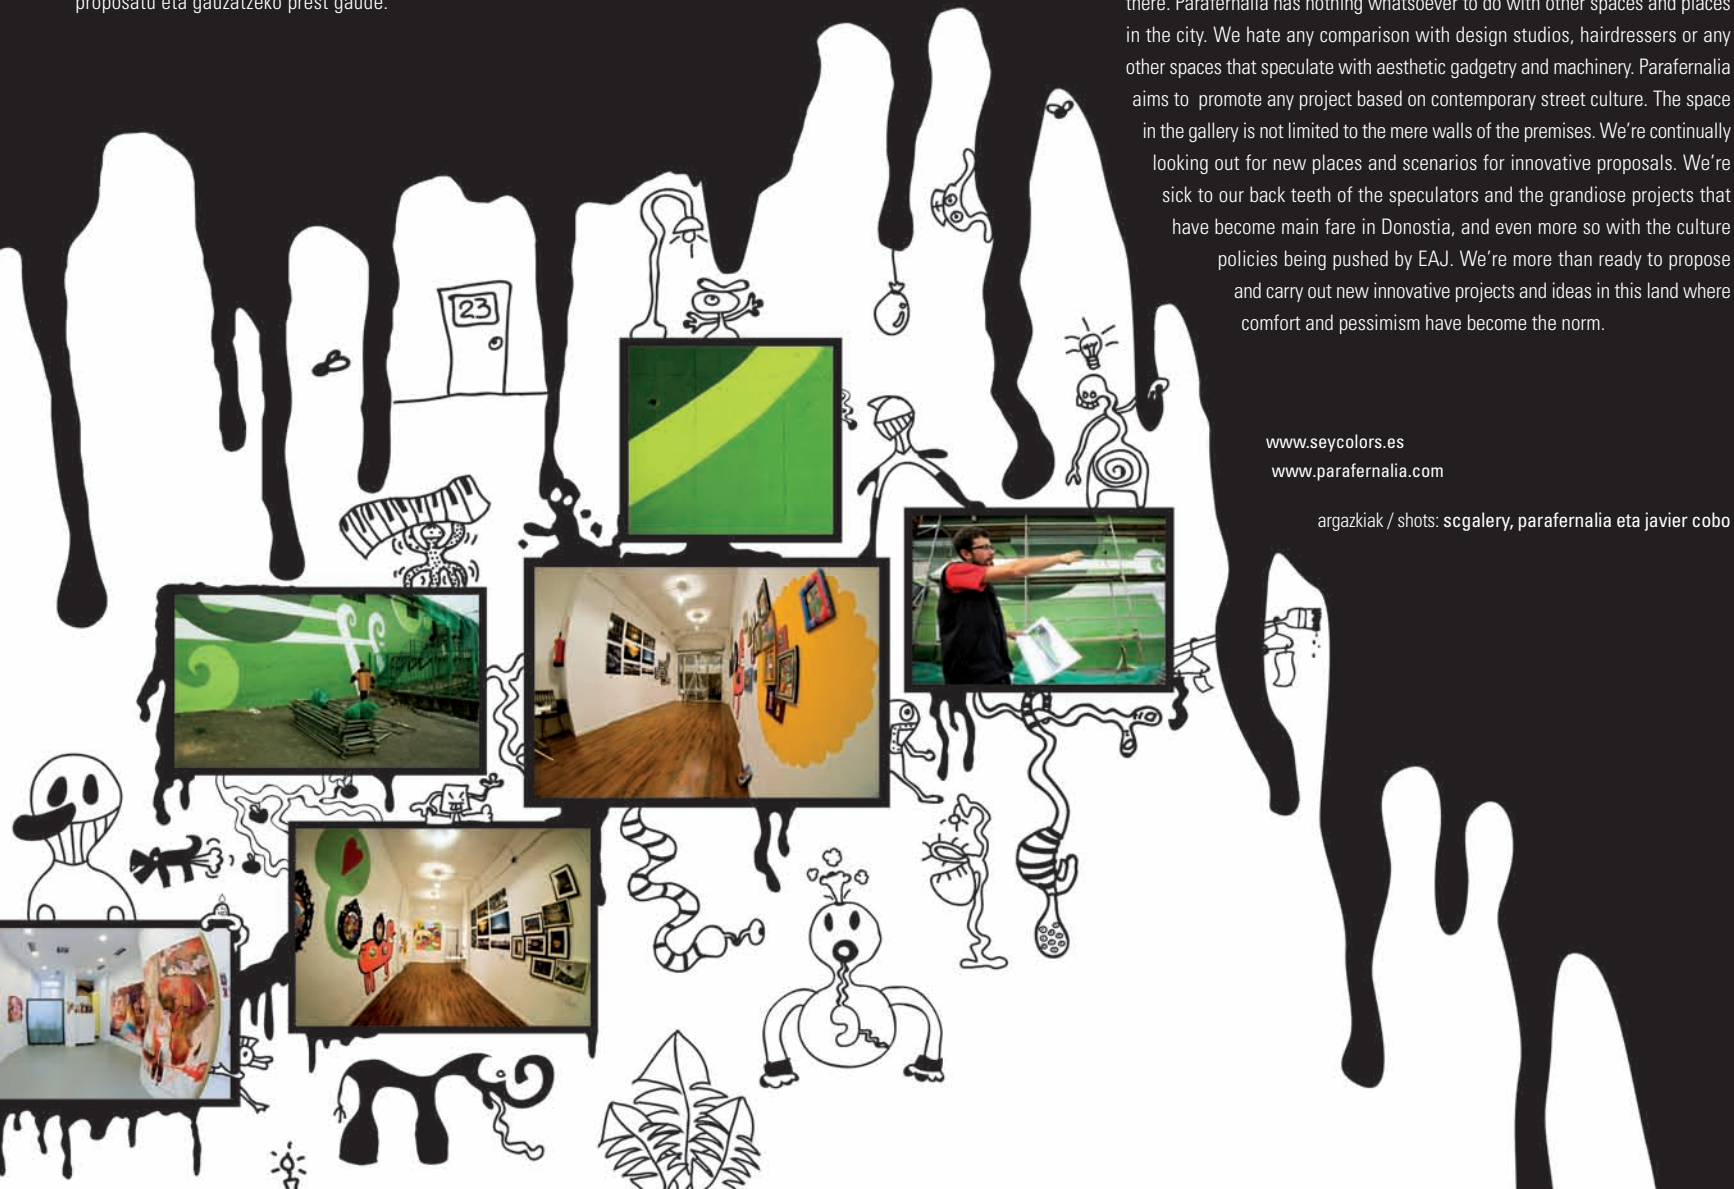 proposatu eta gauzatzeko prest gaude.
there. Parafernalia has nothing whatsoever to do with other spaces and places
in the city. We hate any comparison with design studios, hairdressers or any
other spaces that speculate with aesthetic gadgetry and machinery. Parafernalia
aims to promote any project based on contemporary street culture. The space
in the gallery is not limited to the mere walls of the premises. We're continually
looking out for new places and scenarios for innovative proposals. We're
sick to our back teeth of the speculators and the grandiose projects that
have become main fare in Donostia, and even more so with the culture
policies being pushed by EAJ. We're more than ready to propose
and carry out new innovative projects and ideas in this land where
comfort and pessimism have become the norm.
23
www.seycolors.es
www.parafernalia.com
argazkiak / shots: scgalery, parafernalia eta javier cobo